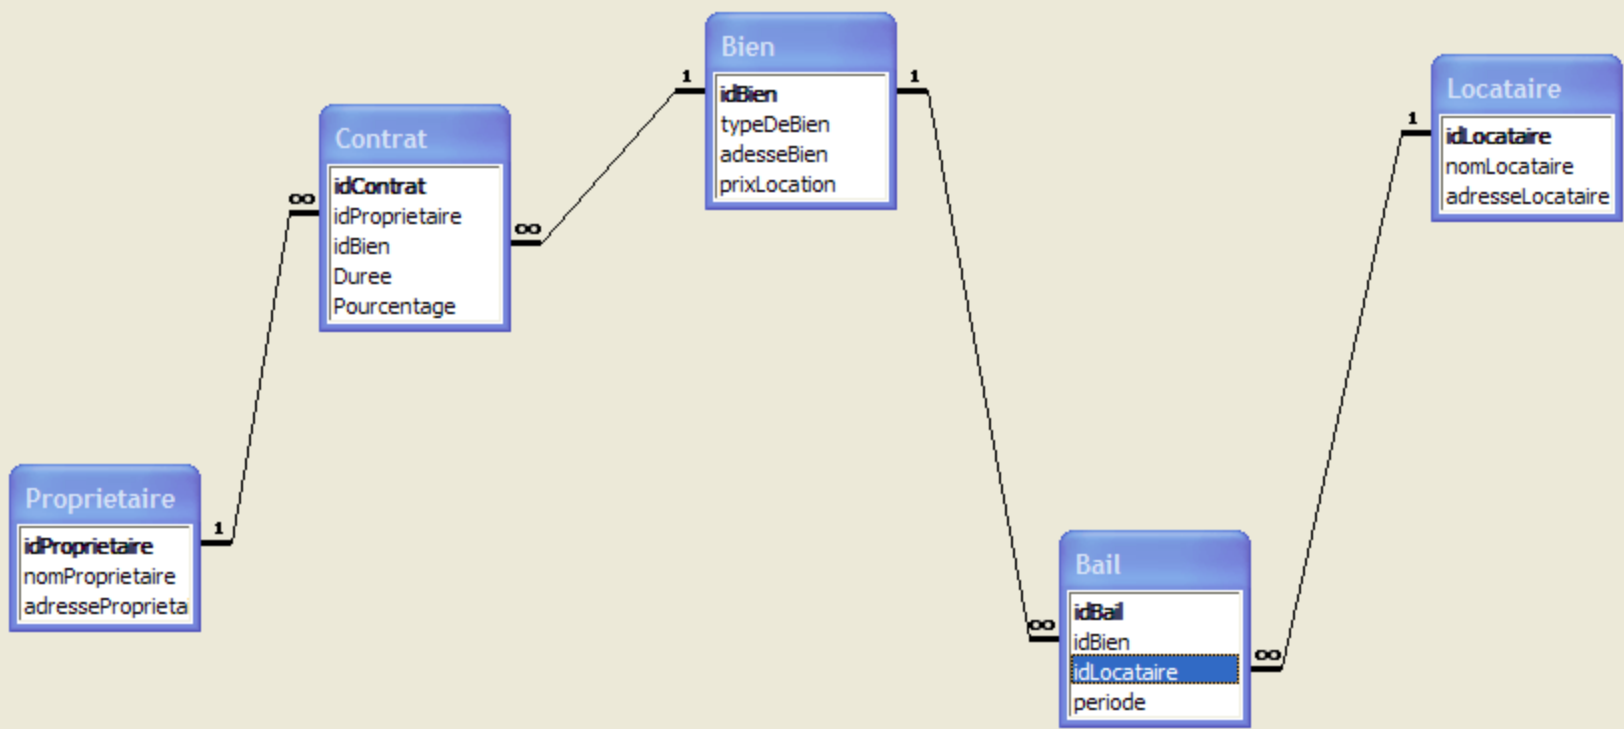 Bien
idBien
typeDeBien
adesseBien
prixLocation
1
1
Contrat
idContrat
idProprietaire
idBien
Duree
Pourcentage
∞
∞
Locataire
idLocataire
nomLocataire
adresseLocataire
1
Proprietaire
idProprietaire
nomProprietaire
adresseProprieta
1
Bail
idBail
idBien
idLocataire
periode
∞
∞